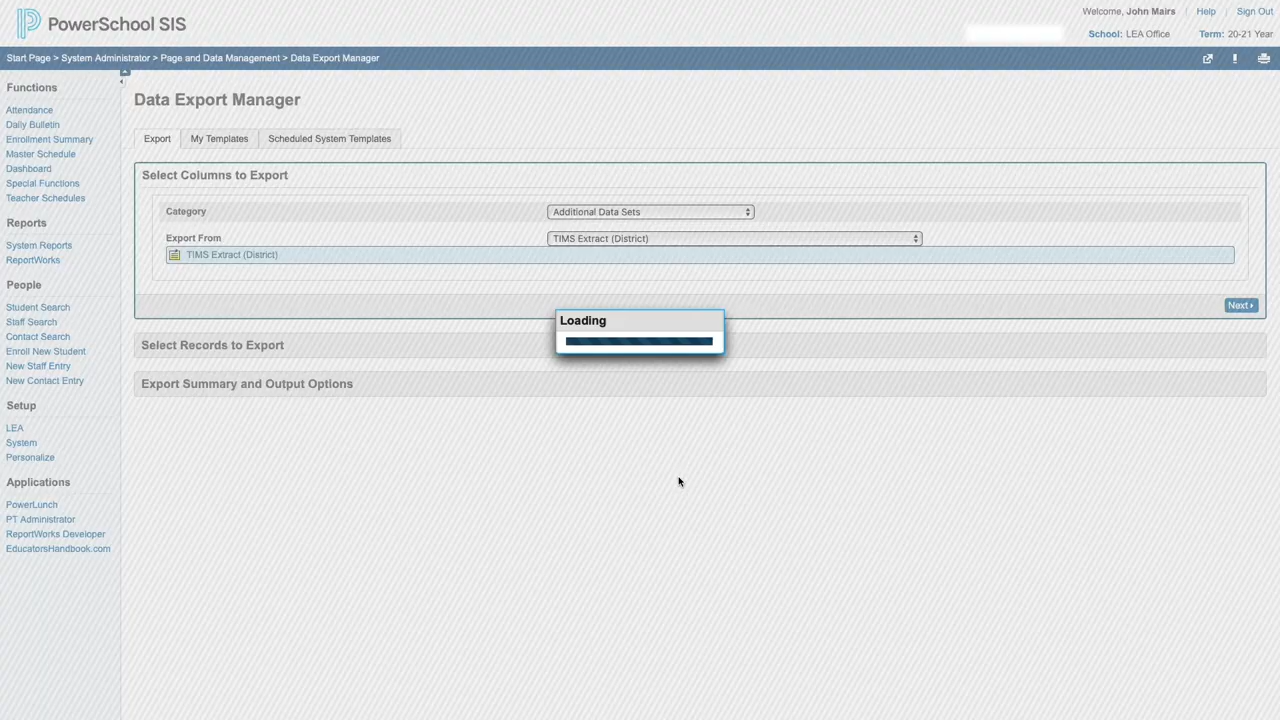 PowerSchool SIS
Welcome, John Mairs Help Sign Out
School: LEA Office Term: 20-21 Year
Start Page > System Administrator > Page and Data Management > Data Export Manager
Functions
Attendance
Daily Bulletin
Enrollment Summary
Master Schedule
Dashboard
Special Functions
Teacher Schedules
Reports
System Reports
ReportWorks
People
Student Search
Staff Search
Contact Search
Enroll New Student
New Staff Entry
New Contact Entry
Setup
LEA
System
Personalize
Applications
PowerLunch
PT Administrator
ReportWorks Developer
EducatorsHandbook.com
Data Export Manager
Export My Templates Scheduled System Templates
Select Columns to Export
Category Additional Data Sets
Export From TIMS Extract (District)
TIMS Extract (District)
Next
Loading
Select Records to Export
Export Summary and Output Options